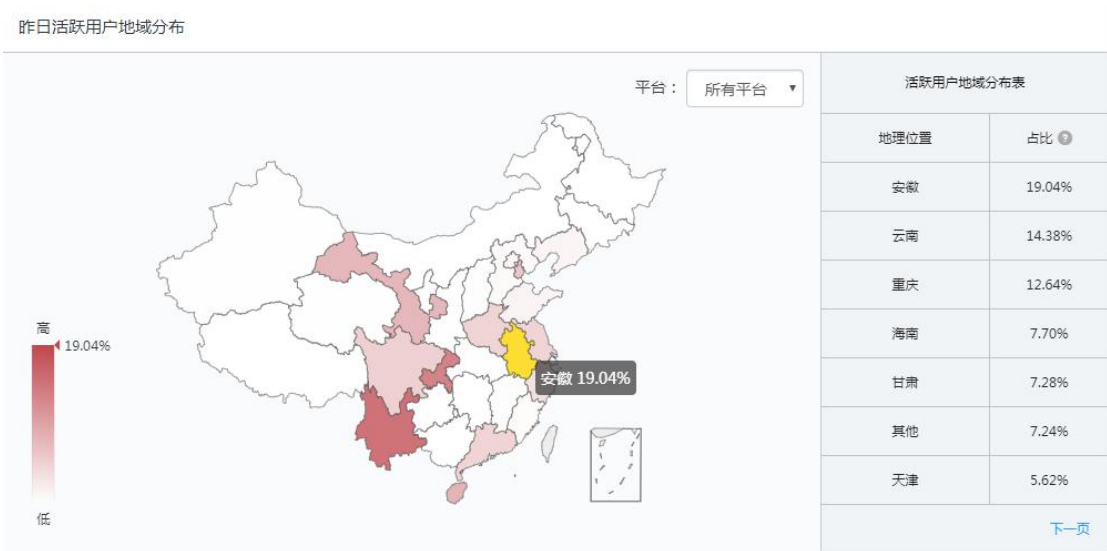 昨日活跃用户地域分布
平台：
所有平台
高
19.04%
低
安徽 19.04%
活跃用户地域分布表
地理位置 占比
安徽 19.04%
云南 14.38%
重庆 12.64%
海南 7.70%
甘肃 7.28%
其他 7.24%
天津 5.62%
下一页